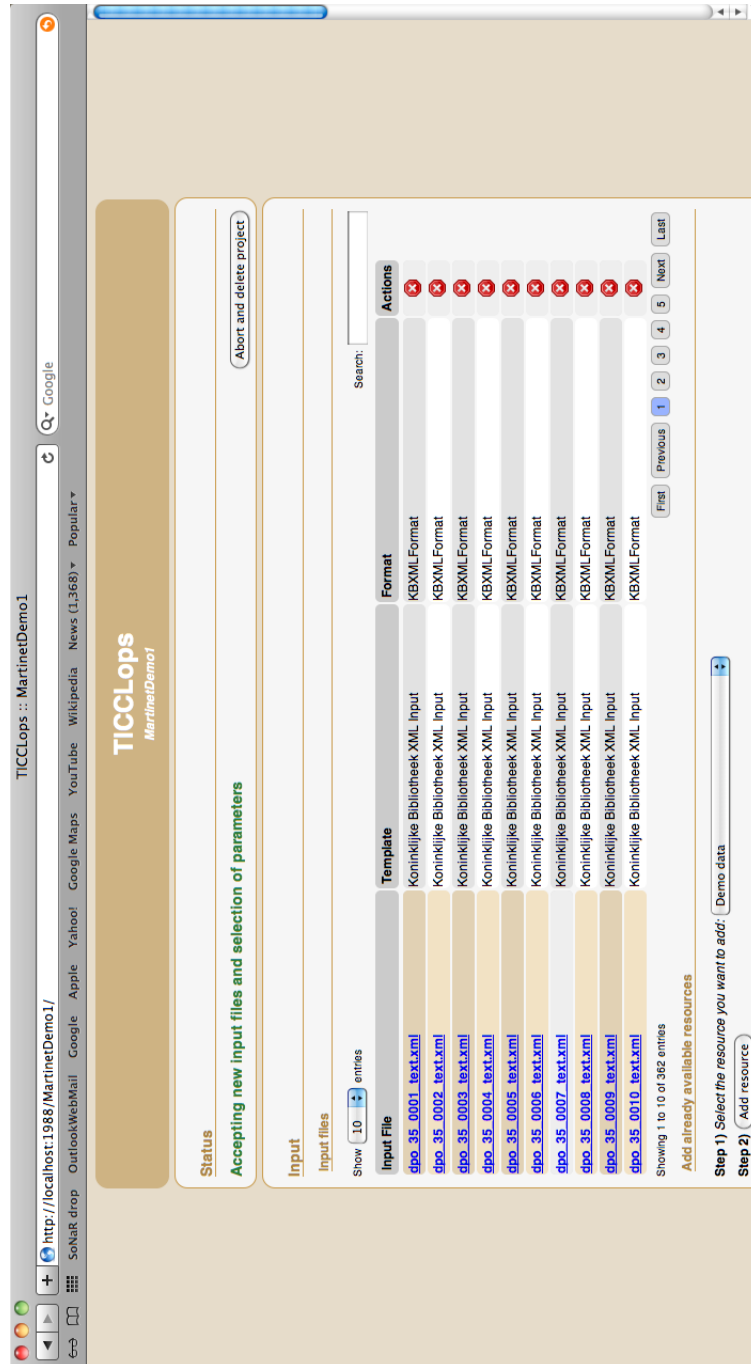 TICCLops :: MartinetDemo1
http://localhost:1988/MartinetDemo1/
Google
SoNaR drop OutlookWebMail Google Apple Yahoo! Google Maps YouTube Wikipedia News (1,368) Popular
TICCLops
MartinetDemo1
Status
Accepting new input files and selection of parameters
Abort and delete project
Input
Input files
Show 10 entries Search:
Input File Template Format Actions
dpo_35_0001_text.xml Koninklijke Bibliotheek XML Input KBXMLFormat
dpo_35_0002_text.xml Koninklijke Bibliotheek XML Input KBXMLFormat
dpo_35_0003_text.xml Koninklijke Bibliotheek XML Input KBXMLFormat
dpo_35_0004_text.xml Koninklijke Bibliotheek XML Input KBXMLFormat
dpo_35_0005_text.xml Koninklijke Bibliotheek XML Input KBXMLFormat
dpo_35_0006_text.xml Koninklijke Bibliotheek XML Input KBXMLFormat
dpo_35_0007_text.xml Koninklijke Bibliotheek XML Input KBXMLFormat
dpo_35_0008_text.xml Koninklijke Bibliotheek XML Input KBXMLFormat
dpo_35_0009_text.xml Koninklijke Bibliotheek XML Input KBXMLFormat
dpo_35_0010_text.xml Koninklijke Bibliotheek XML Input KBXMLFormat
Showing 1 to 10 of 362 entries First Previous 1 2 3 4 5 Next Last
Add already available resources
Step 1) Select the resource you want to add: Demo data
Step 2) Add resource